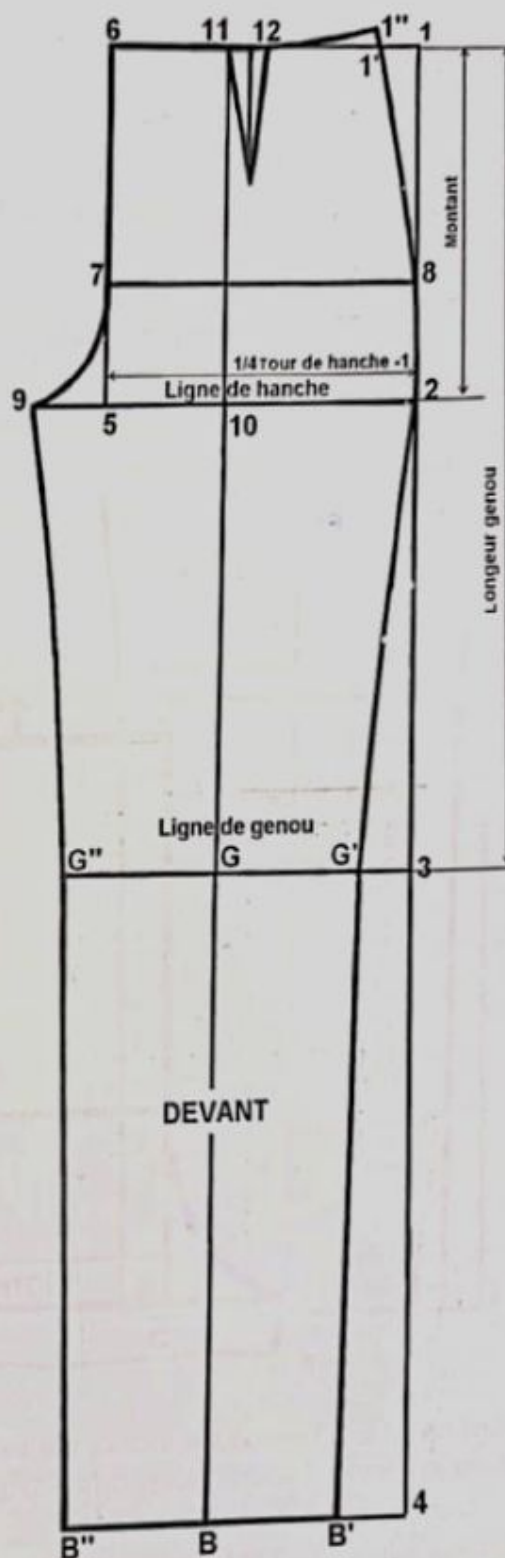 6 11 12 1" 1
1'
Montant
7 8
1/4 Tour de hanche -1
Ligne de hanche
9 5 10 2
Longeur genou
Ligne de genou
G" G G' 3
DEVANT
4
B" B B'